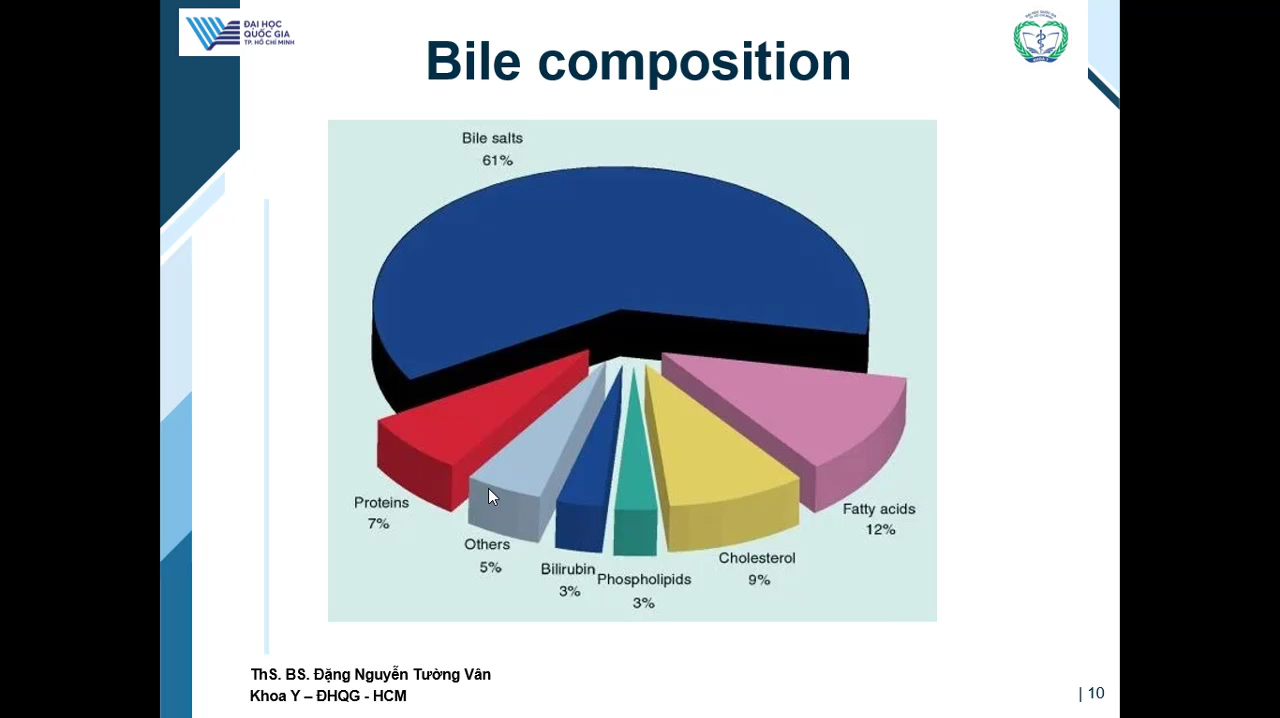 ĐẠI HỌC
QUỐC GIA
TP. HỒ CHÍ MINH
Bile composition
Bile salts
61%
Proteins
7%
Others
5%
Bilirubin
3%
Phospholipids
3%
Cholesterol
9%
Fatty acids
12%
ThS. BS. Đặng Nguyễn Tường Vân
Khoa Y – ĐHQG - HCM
| 10